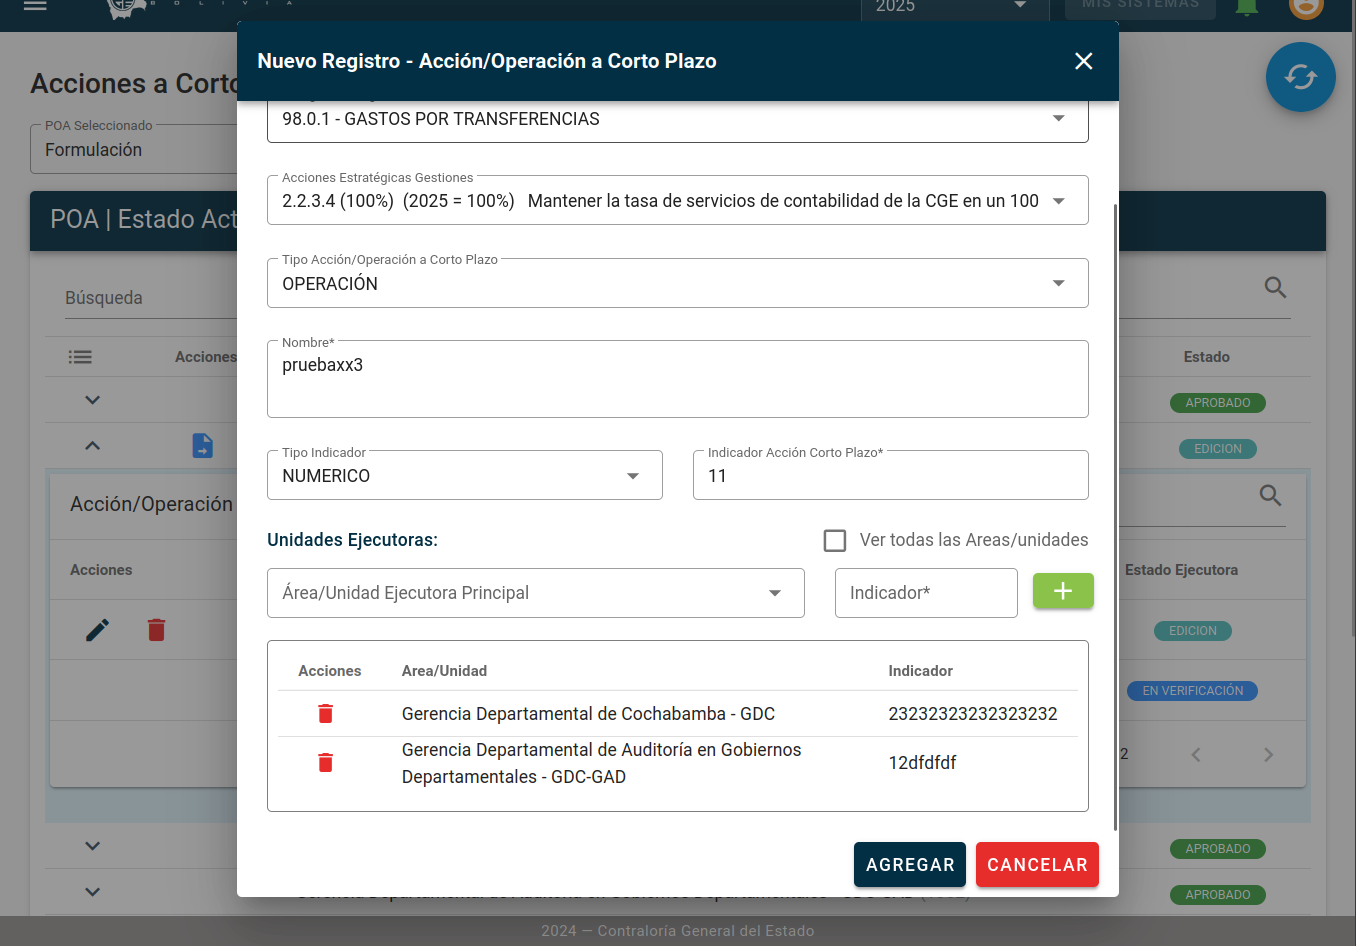 BOLIVIA
2025
MIS SISTEMAS
Nuevo Registro - Acción/Operación a Corto Plazo
Acciones a Corto
POA Seleccionado
Formulación
98.0.1 - GASTOS POR TRANSFERENCIAS
Acciones Estratégicas Gestiones
2.2.3.4 (100%) (2025 = 100%) Mantener la tasa de servicios de contabilidad de la CGE en un 100
POA | Estado Act
Tipo Acción/Operación a Corto Plazo
OPERACIÓN
Búsqueda
Nombre*
pruebaxx3
Acciones
Estado
APROBADO
EDICION
Tipo Indicador
NUMERICO
Indicador Acción Corto Plazo*
11
Acción/Operación
Unidades Ejecutoras:
Ver todas las Areas/unidades
Acciones
Estado Ejecutora
Área/Unidad Ejecutora Principal
Indicador*
EDICION
Acciones Area/Unidad Indicador
EN VERIFICACIÓN
Gerencia Departamental de Cochabamba - GDC 23232323232323232
Gerencia Departamental de Auditoría en Gobiernos
Departamentales - GDC-GAD
12dfdfdf
2
APROBADO
AGREGAR
CANCELAR
APROBADO
2024 — Contraloría General del Estado